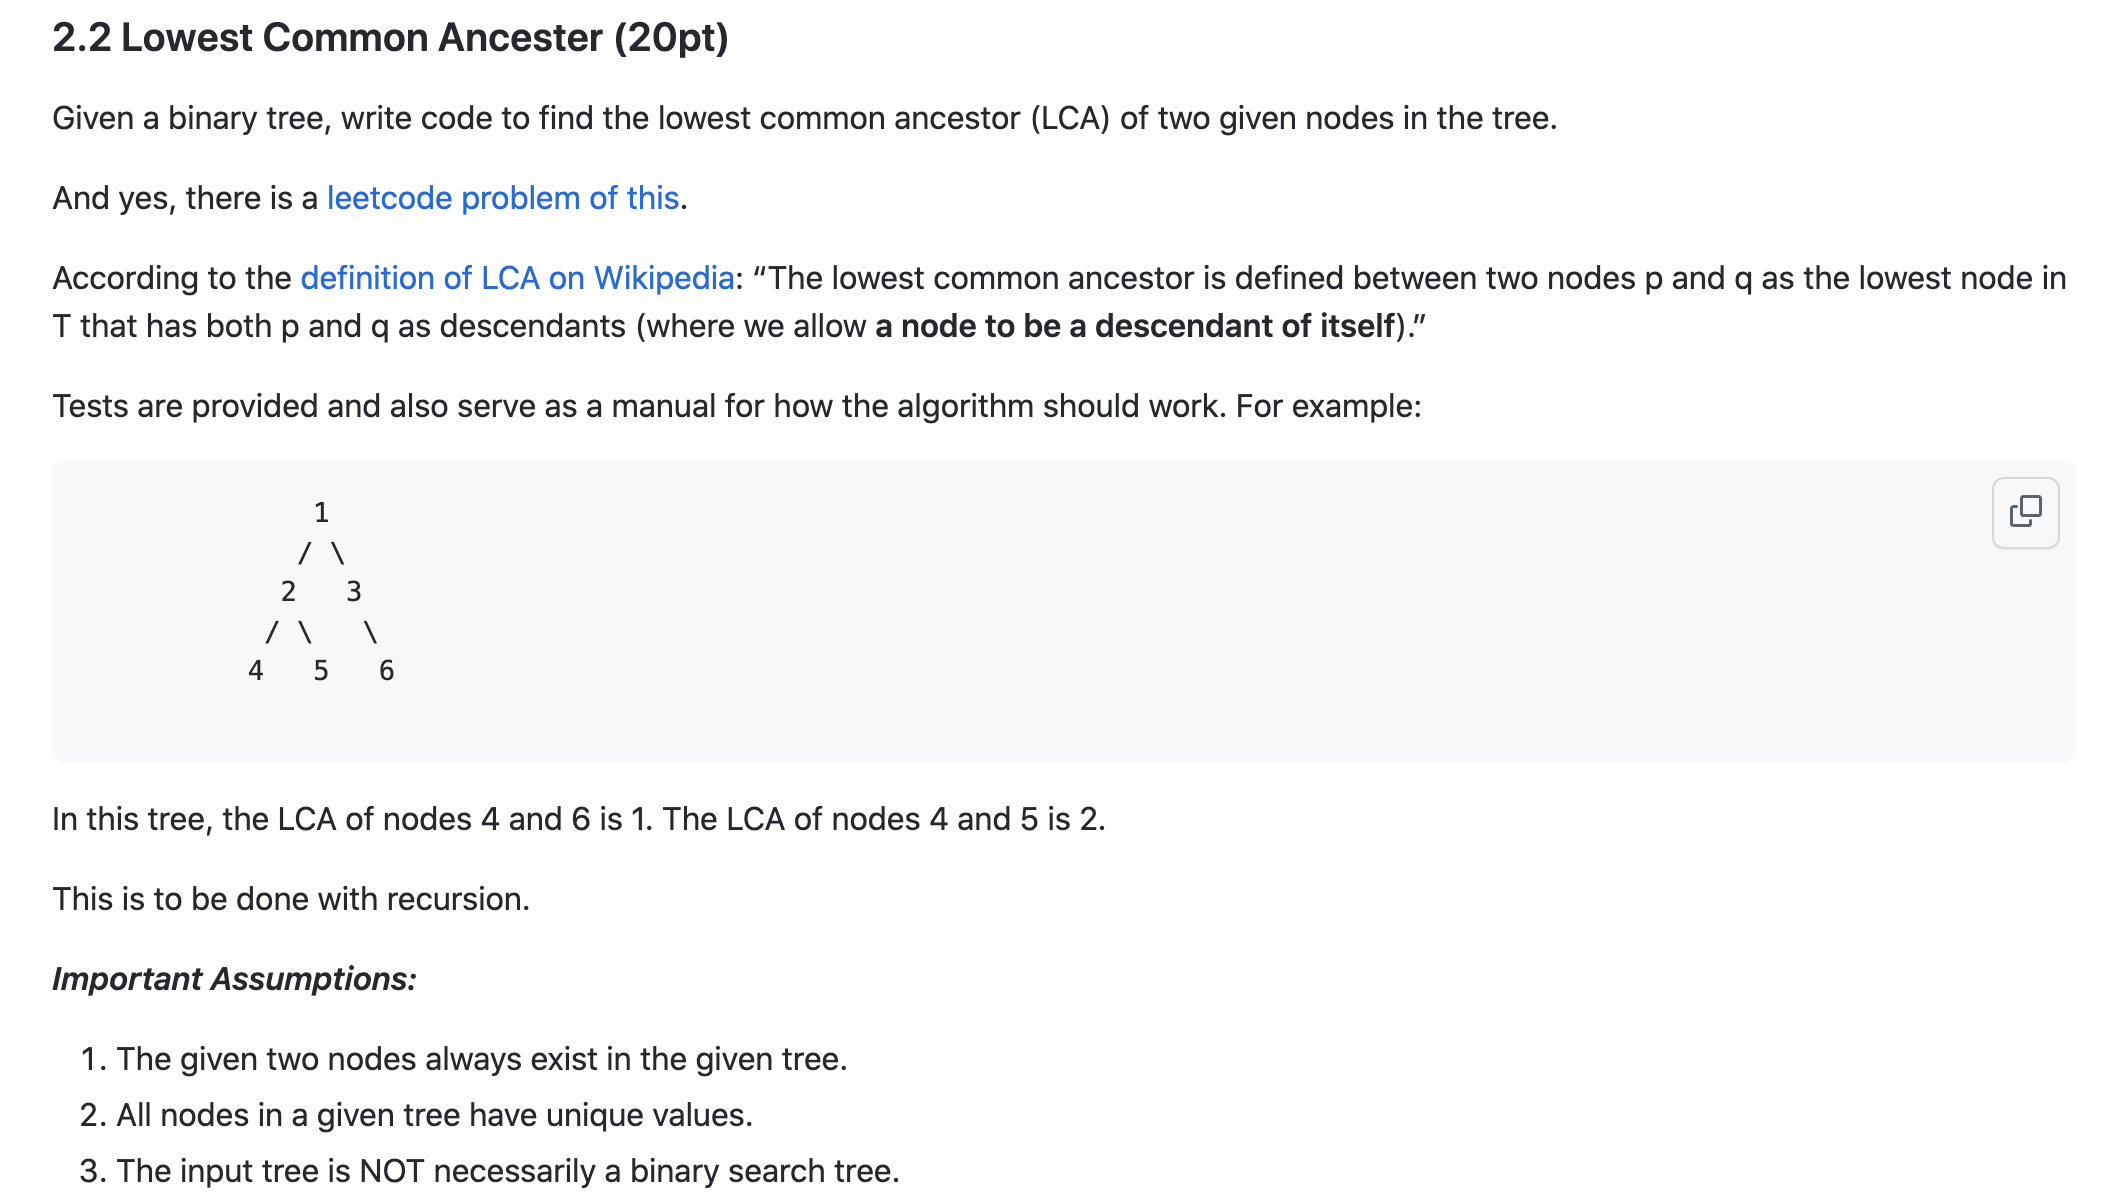 2.2 Lowest Common Ancester (20pt)
Given a binary tree, write code to find the lowest common ancestor (LCA) of two given nodes in the tree.
And yes, there is a leetcode problem of this.
According to the definition of LCA on Wikipedia: “The lowest common ancestor is defined between two nodes p and q as the lowest node in
T that has both p and q as descendants (where we allow a node to be a descendant of itself).”
Tests are provided and also serve as a manual for how the algorithm should work. For example:
1
/ \
2   3
/ \   \
4   5   6
In this tree, the LCA of nodes 4 and 6 is 1. The LCA of nodes 4 and 5 is 2.
This is to be done with recursion.
Important Assumptions:
1. The given two nodes always exist in the given tree.
2. All nodes in a given tree have unique values.
3. The input tree is NOT necessarily a binary search tree.